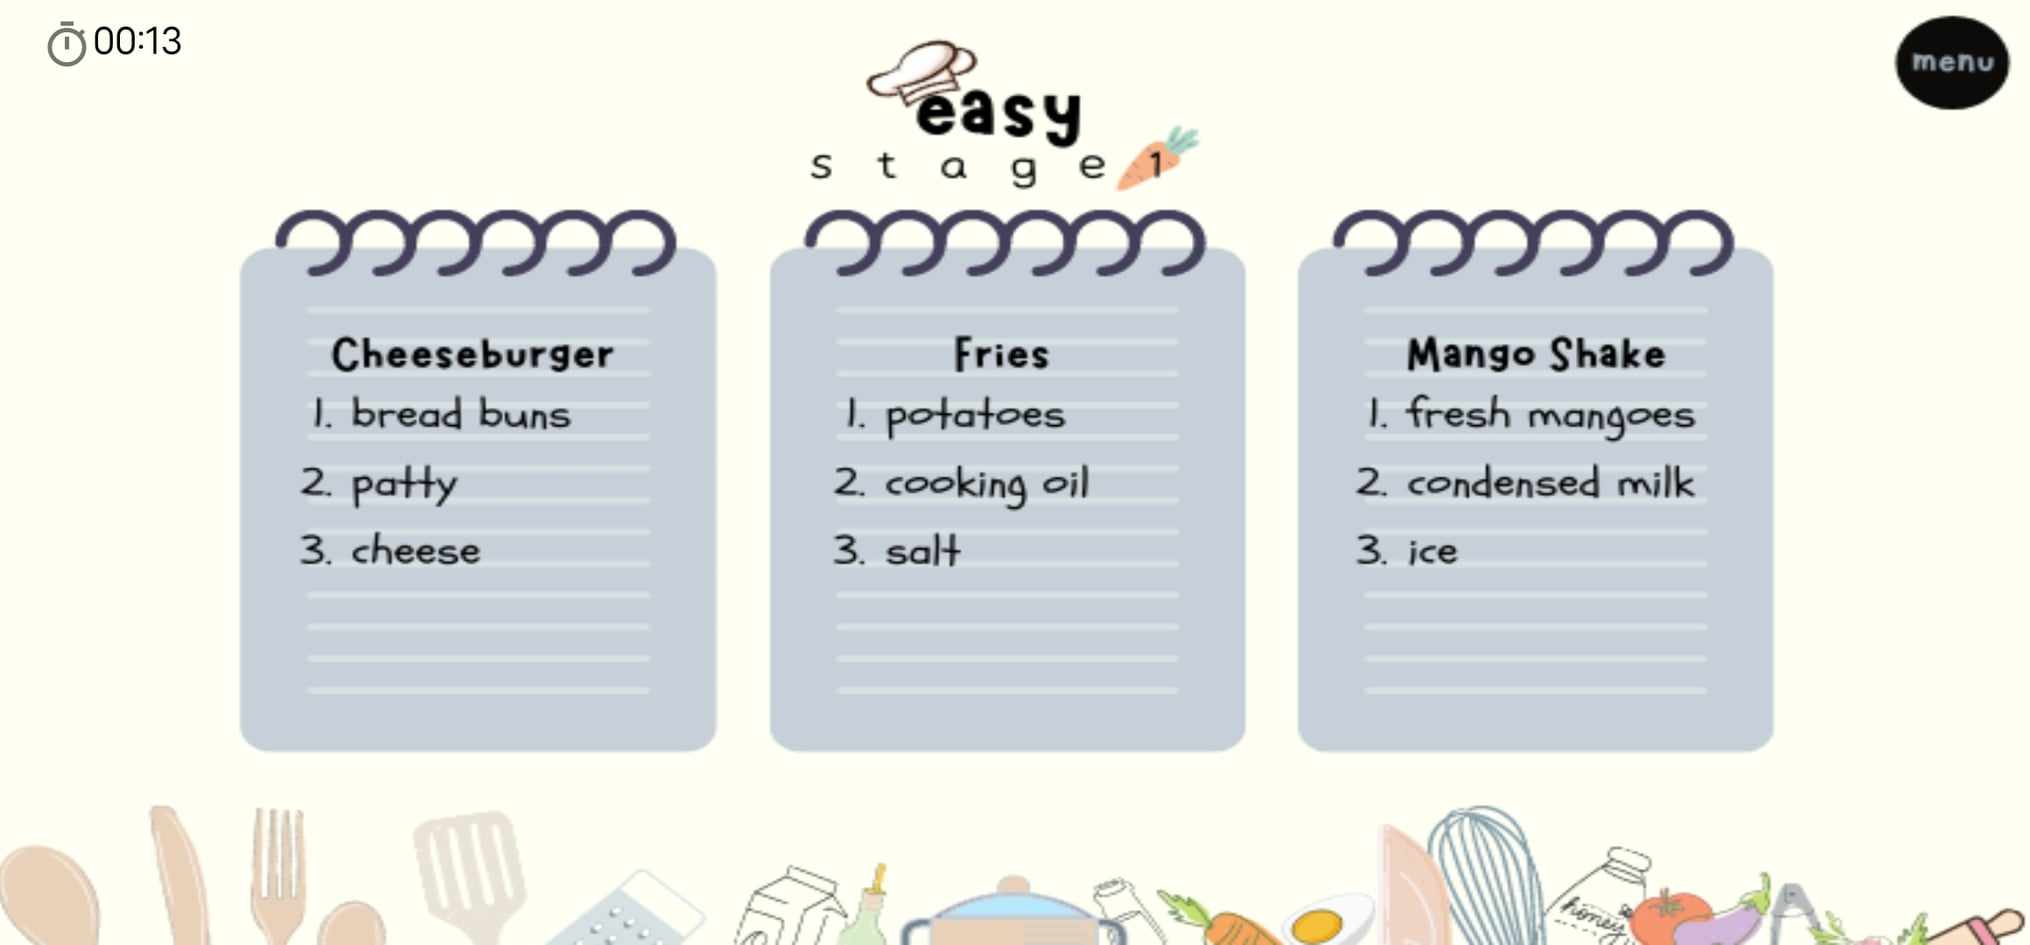 00:13
menu
easy
stage 1
Cheeseburger
1. bread buns
2. patty
3. cheese
Fries
1. potatoes
2. cooking oil
3. salt
Mango Shake
1. fresh mangoes
2. condensed milk
3. ice
honey